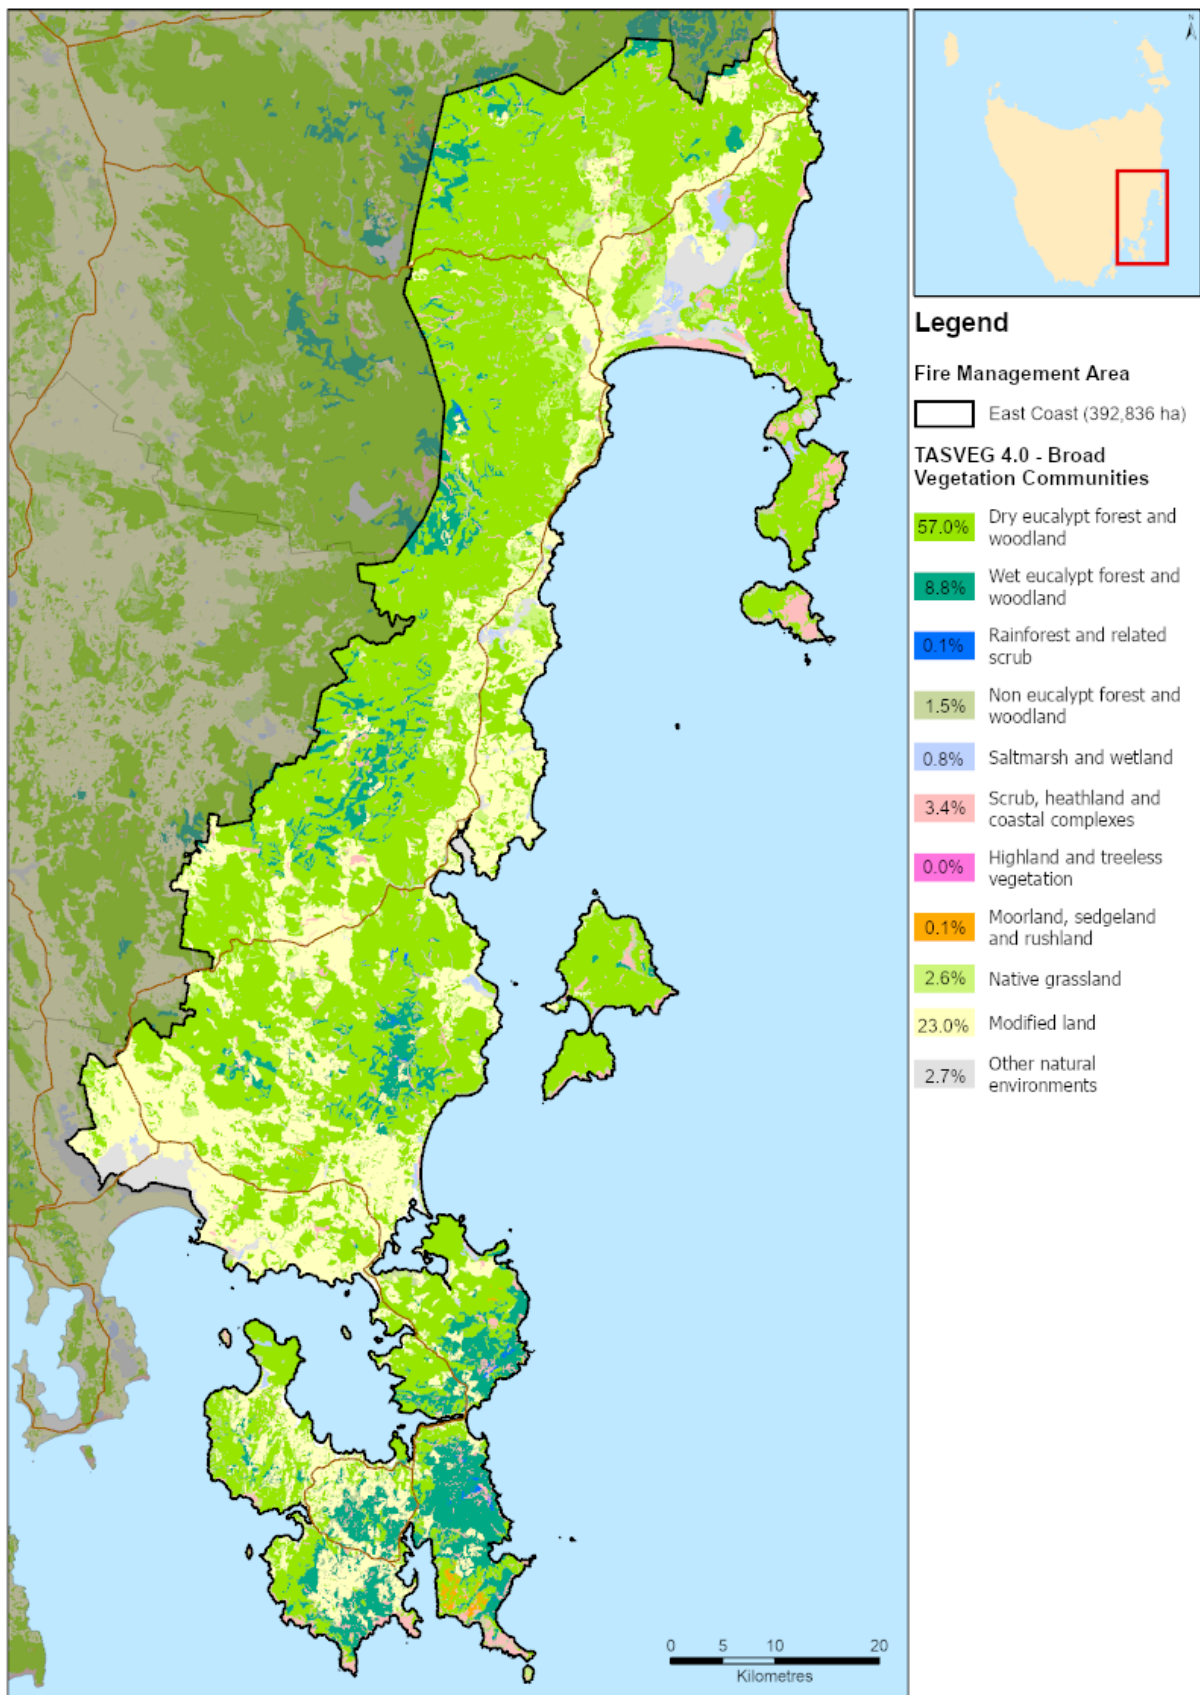 N
Legend
Fire Management Area
East Coast (392,836 ha)
TASVEG 4.0 - Broad
Vegetation Communities
57.0% Dry eucalypt forest and
woodland
8.8% Wet eucalypt forest and
woodland
0.1% Rainforest and related
scrub
1.5% Non eucalypt forest and
woodland
0.8% Saltmarsh and wetland
3.4% Scrub, heathland and
coastal complexes
0.0% Highland and treeless
vegetation
0.1% Moorland, sedgeland
and rushland
2.6% Native grassland
23.0% Modified land
2.7% Other natural
environments
0 5 10 20
Kilometres